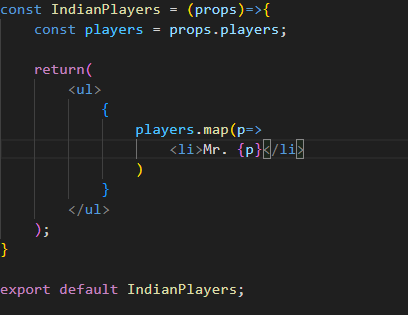 const IndianPlayers = (props)=>{
    const players = props.players;

    return(
        <ul>
            {
                players.map(p=>
                    <li>Mr. {p}</li>
                )
            }
        </ul>
    );
}

export default IndianPlayers;